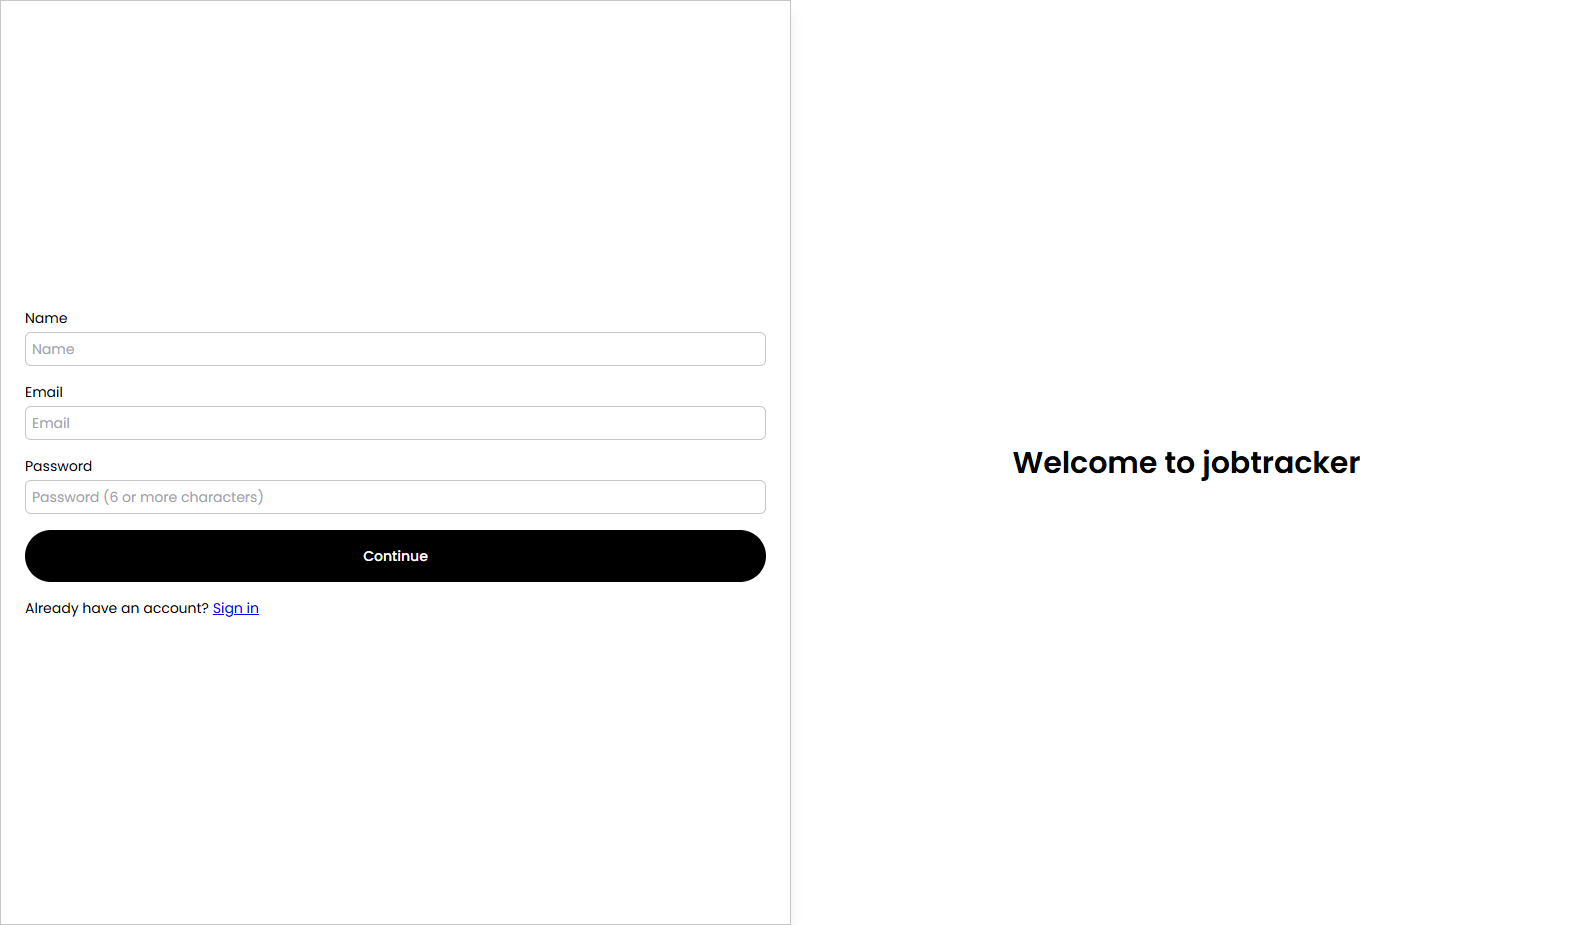 Name
Name
Email
Email
Password
Password (6 or more characters)
Continue
Already have an account? Sign in
Welcome to jobtracker